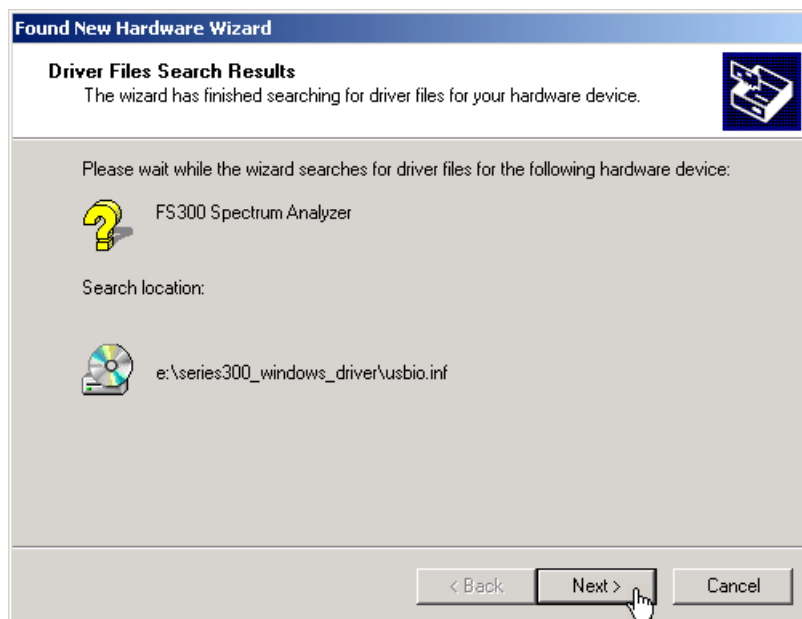 Found New Hardware Wizard
Driver Files Search Results
The wizard has finished searching for driver files for your hardware device.
Please wait while the wizard searches for driver files for the following hardware device:
FS300 Spectrum Analyzer
Search location:
e:\series300_windows_driver\usbio.inf
< Back
Next >
Cancel